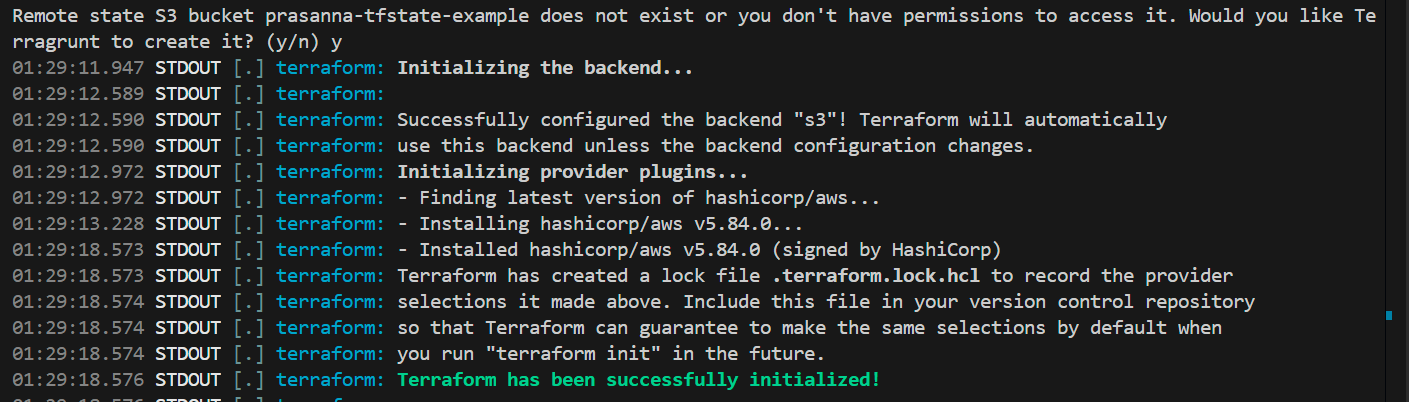 Remote state S3 bucket prasanna-tfstate-example does not exist or you don't have permissions to access it. Would you like Te
rragrunt to create it? (y/n) y
01:29:11.947 STDOUT [.] terraform: Initializing the backend...
01:29:12.589 STDOUT [.] terraform:
01:29:12.590 STDOUT [.] terraform: Successfully configured the backend "s3"! Terraform will automatically
01:29:12.590 STDOUT [.] terraform: use this backend unless the backend configuration changes.
01:29:12.972 STDOUT [.] terraform: Initializing provider plugins...
01:29:12.972 STDOUT [.] terraform: - Finding latest version of hashicorp/aws...
01:29:13.228 STDOUT [.] terraform: - Installing hashicorp/aws v5.84.0...
01:29:18.573 STDOUT [.] terraform: - Installed hashicorp/aws v5.84.0 (signed by HashiCorp)
01:29:18.573 STDOUT [.] terraform: Terraform has created a lock file .terraform.lock.hcl to record the provider
01:29:18.574 STDOUT [.] terraform: selections it made above. Include this file in your version control repository
01:29:18.574 STDOUT [.] terraform: so that Terraform can guarantee to make the same selections by default when
01:29:18.574 STDOUT [.] terraform: you run "terraform init" in the future.
01:29:18.576 STDOUT [.] terraform: Terraform has been successfully initialized!